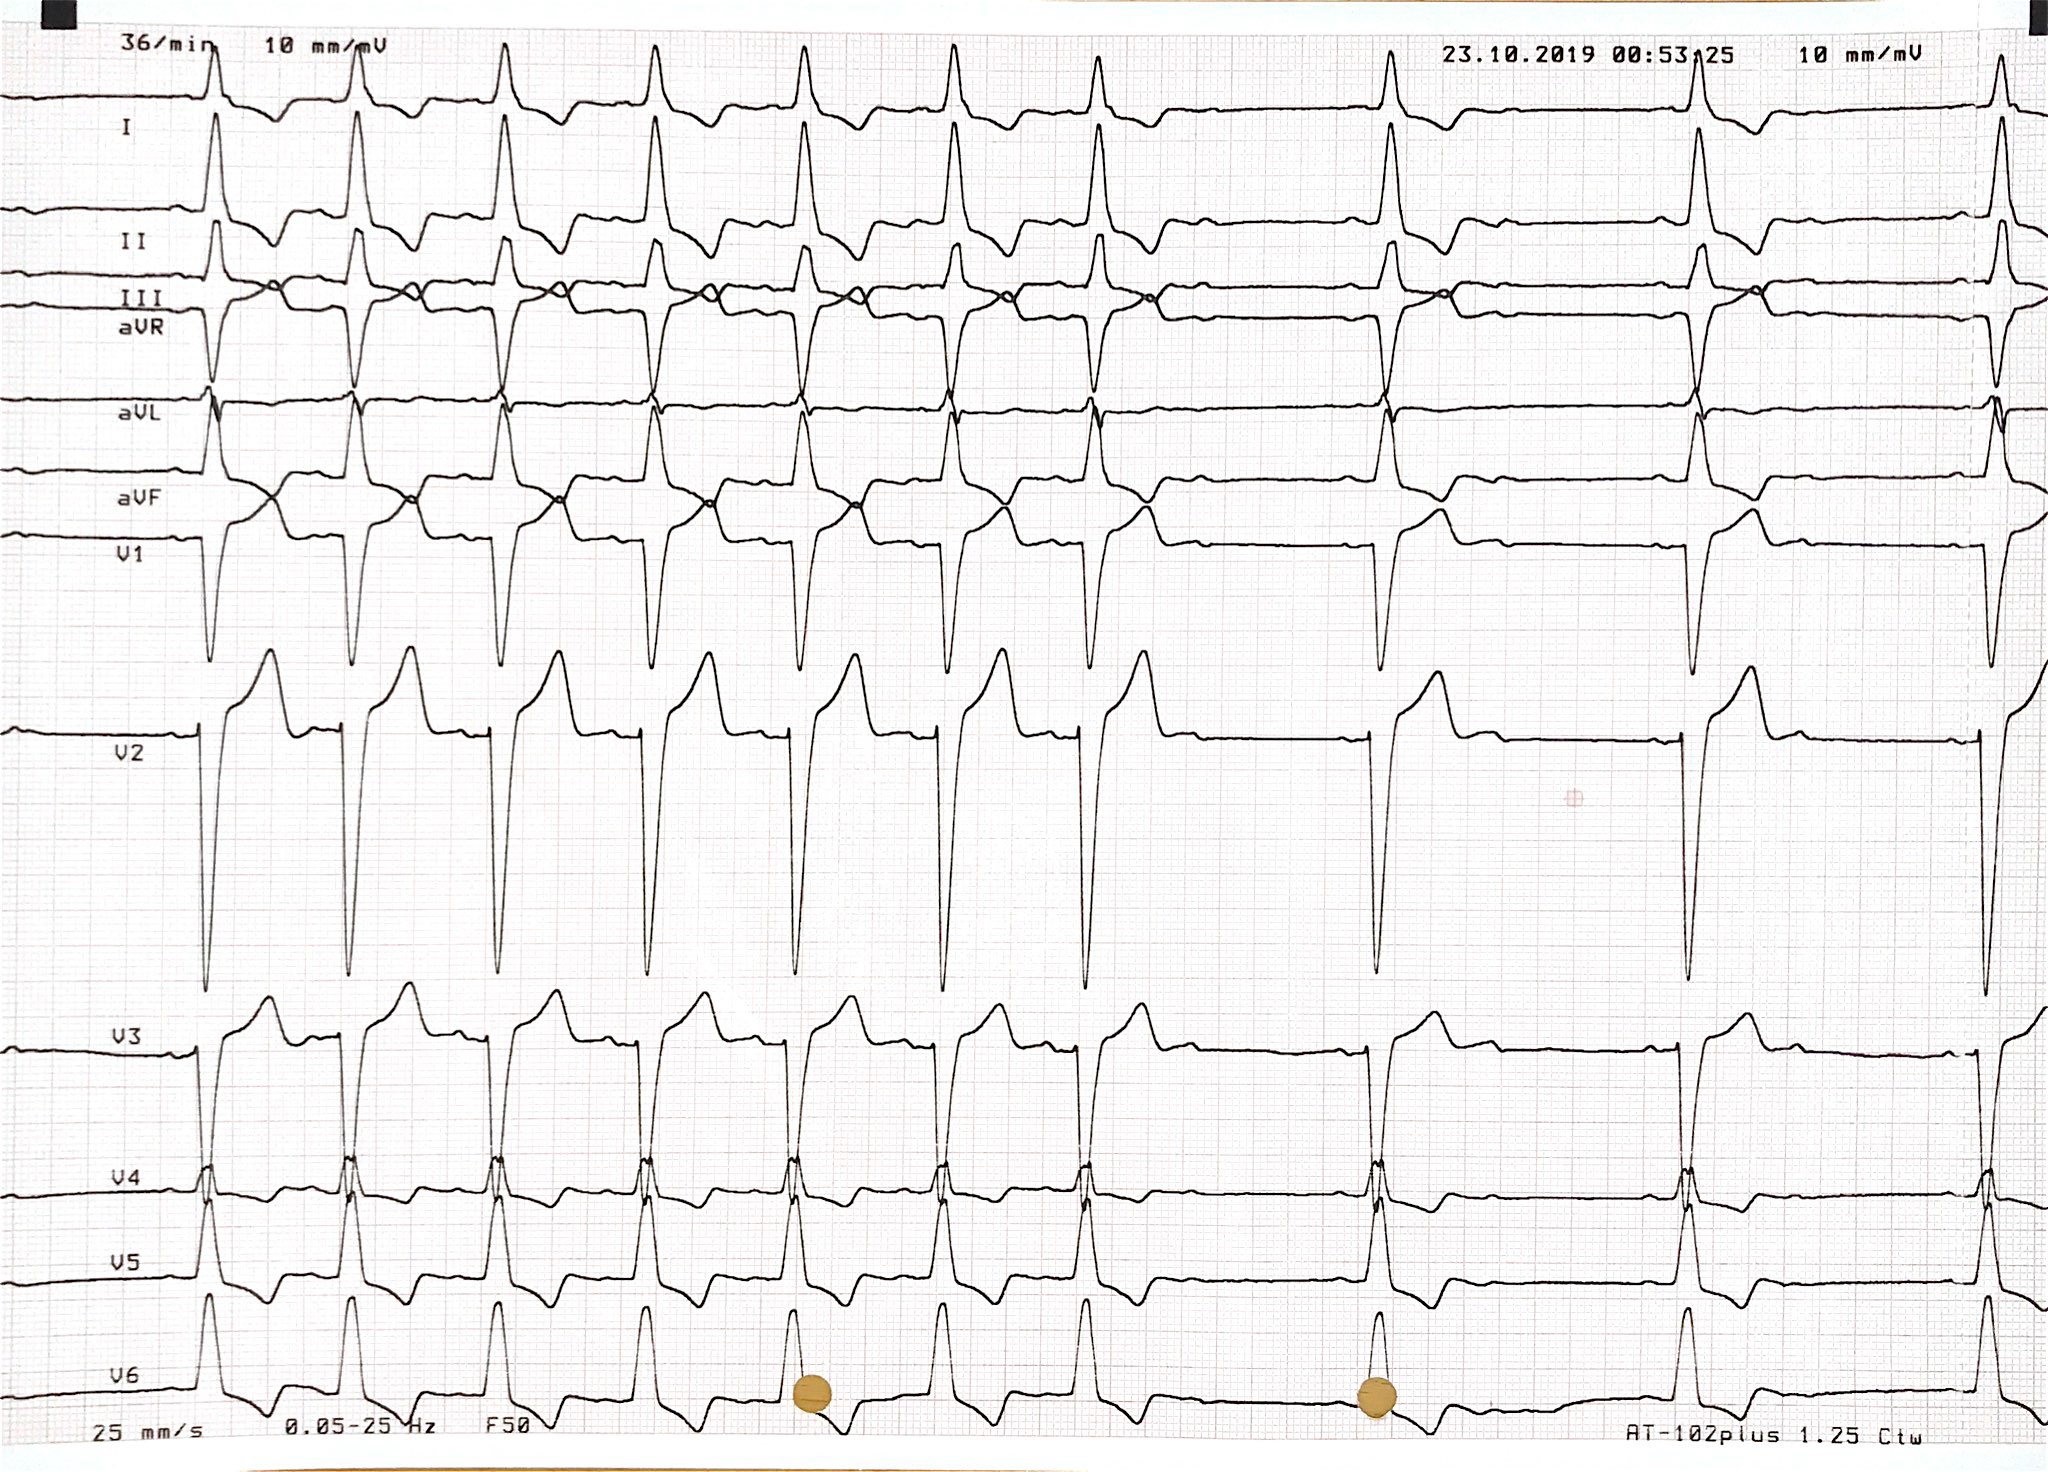 36/min 10 mm/mV 23.10.2019 00:53:25 10 mm/mV
I
II
III
aVR
aVL
aVF
V1
V2
V3
V4
V5
V6
25 mm/s 0.05-25 Hz F50 AT-102plus 1.25 Ctw